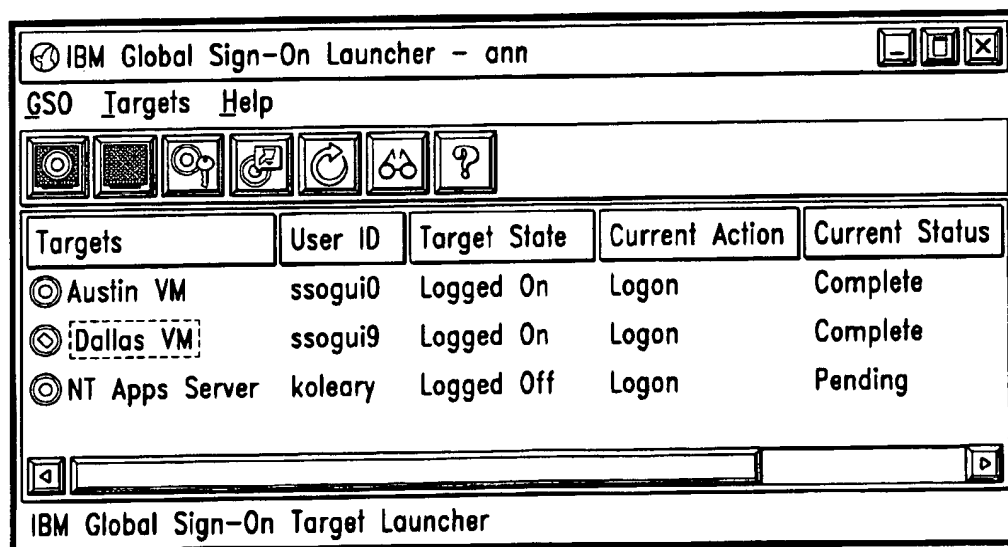 IBM Global Sign-On Launcher - ann
GSO Targets Help
?
Targets User ID Target State Current Action Current Status
Austin VM ssogui0 Logged On Logon Complete
Dallas VM ssogui9 Logged On Logon Complete
NT Apps Server koleary Logged Off Logon Pending
IBM Global Sign-On Target Launcher